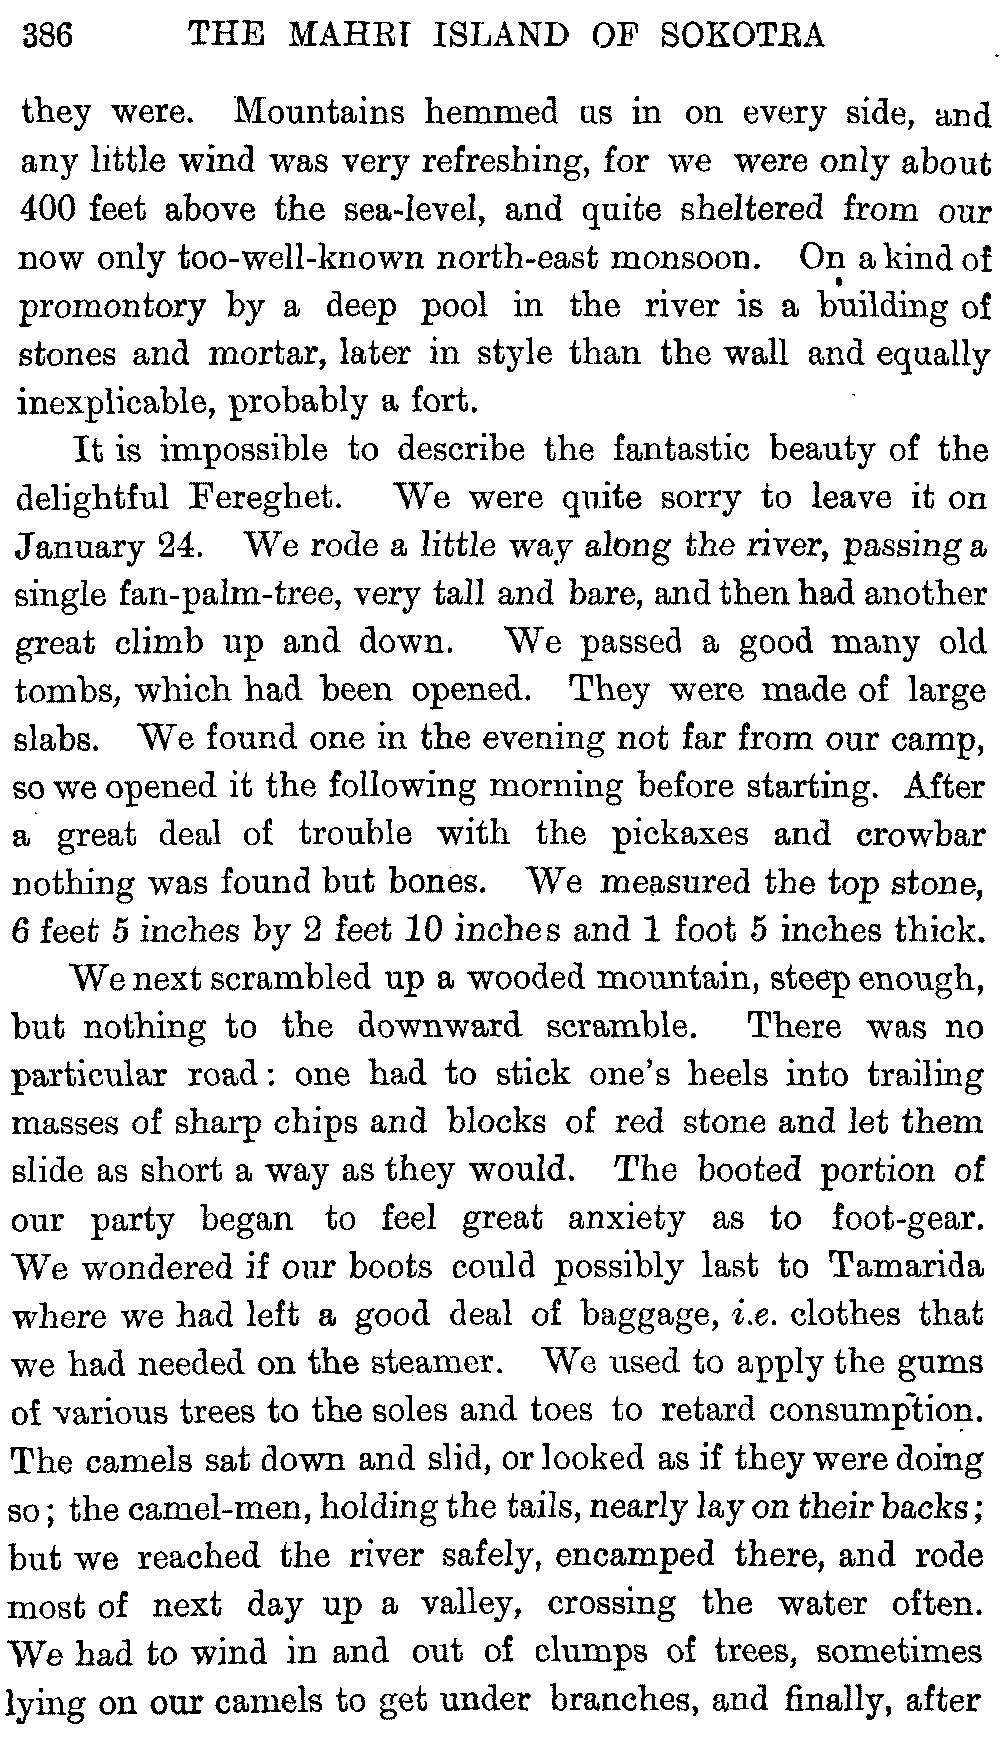 386 THE MAHRI ISLAND OF SOKOTRA
they were. Mountains hemmed us in on every side, and
any little wind was very refreshing, for we were only about
400 feet above the sea-level, and quite sheltered from our
now only too-well-known north-east monsoon. On a kind of
promontory by a deep pool in the river is a building of
stones and mortar, later in style than the wall and equally
inexplicable, probably a fort.
It is impossible to describe the fantastic beauty of the
delightful Fereghet. We were quite sorry to leave it on
January 24. We rode a little way along the river, passing a
single fan-palm-tree, very tall and bare, and then had another
great climb up and down. We passed a good many old
tombs, which had been opened. They were made of large
slabs. We found one in the evening not far from our camp,
so we opened it the following morning before starting. After
a great deal of trouble with the pickaxes and crowbar
nothing was found but bones. We measured the top stone,
6 feet 5 inches by 2 feet 10 inches and 1 foot 5 inches thick.
We next scrambled up a wooded mountain, steep enough,
but nothing to the downward scramble. There was no
particular road: one had to stick one's heels into trailing
masses of sharp chips and blocks of red stone and let them
slide as short a way as they would. The booted portion of
our party began to feel great anxiety as to foot-gear.
We wondered if our boots could possibly last to Tamarida
where we had left a good deal of baggage, i.e. clothes that
we had needed on the steamer. We used to apply the gums
of various trees to the soles and toes to retard consumption.
The camels sat down and slid, or looked as if they were doing
so; the camel-men, holding the tails, nearly lay on their backs;
but we reached the river safely, encamped there, and rode
most of next day up a valley, crossing the water often.
We had to wind in and out of clumps of trees, sometimes
lying on our camels to get under branches, and finally, after